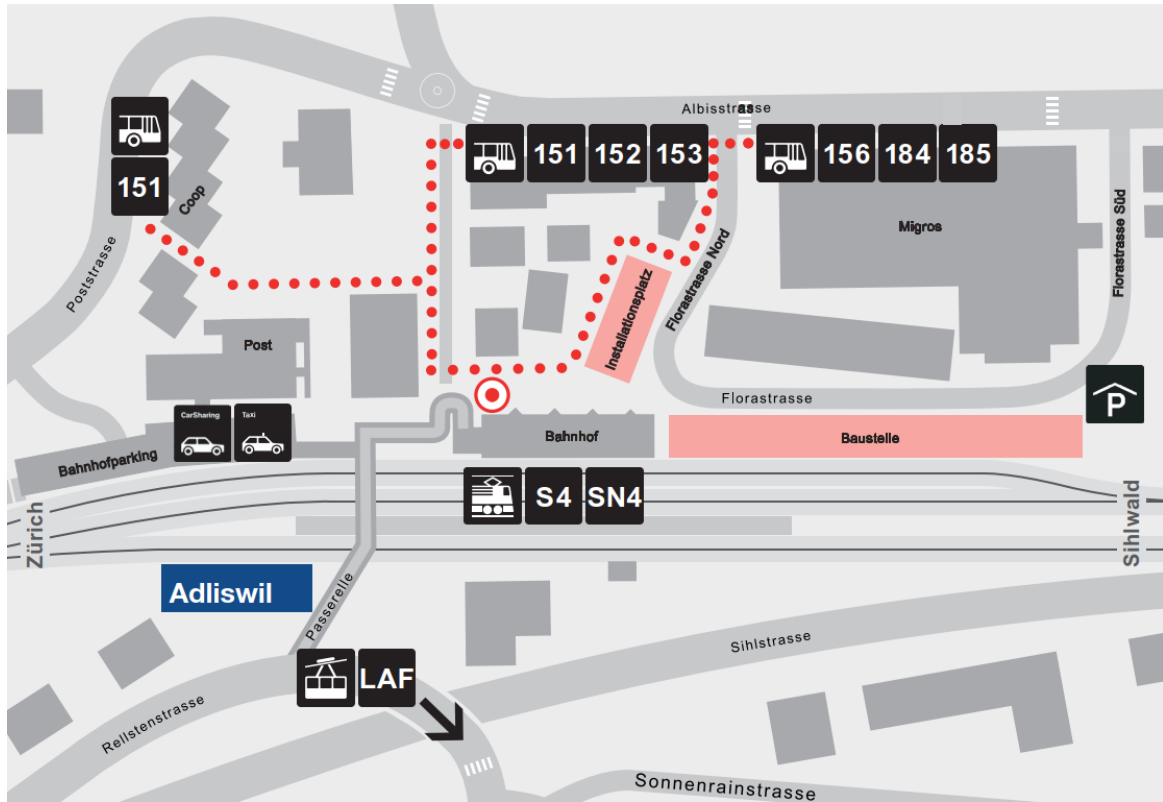 Albisstrasse
151
151
152
153
156
184
185
Coop
Migros
Poststrasse
Florastrasse Nord
Florastrasse Süd
Installationsplatz
Post
Florastrasse
P
CarSharing
Taxi
Bahnhof
Baustelle
Bahnhofparking
S4
SN4
Zürich
Sihlwald
Adliswil
Passerelle
Sihlstrasse
LAF
Rellstenstrasse
Sonnenrainstrasse